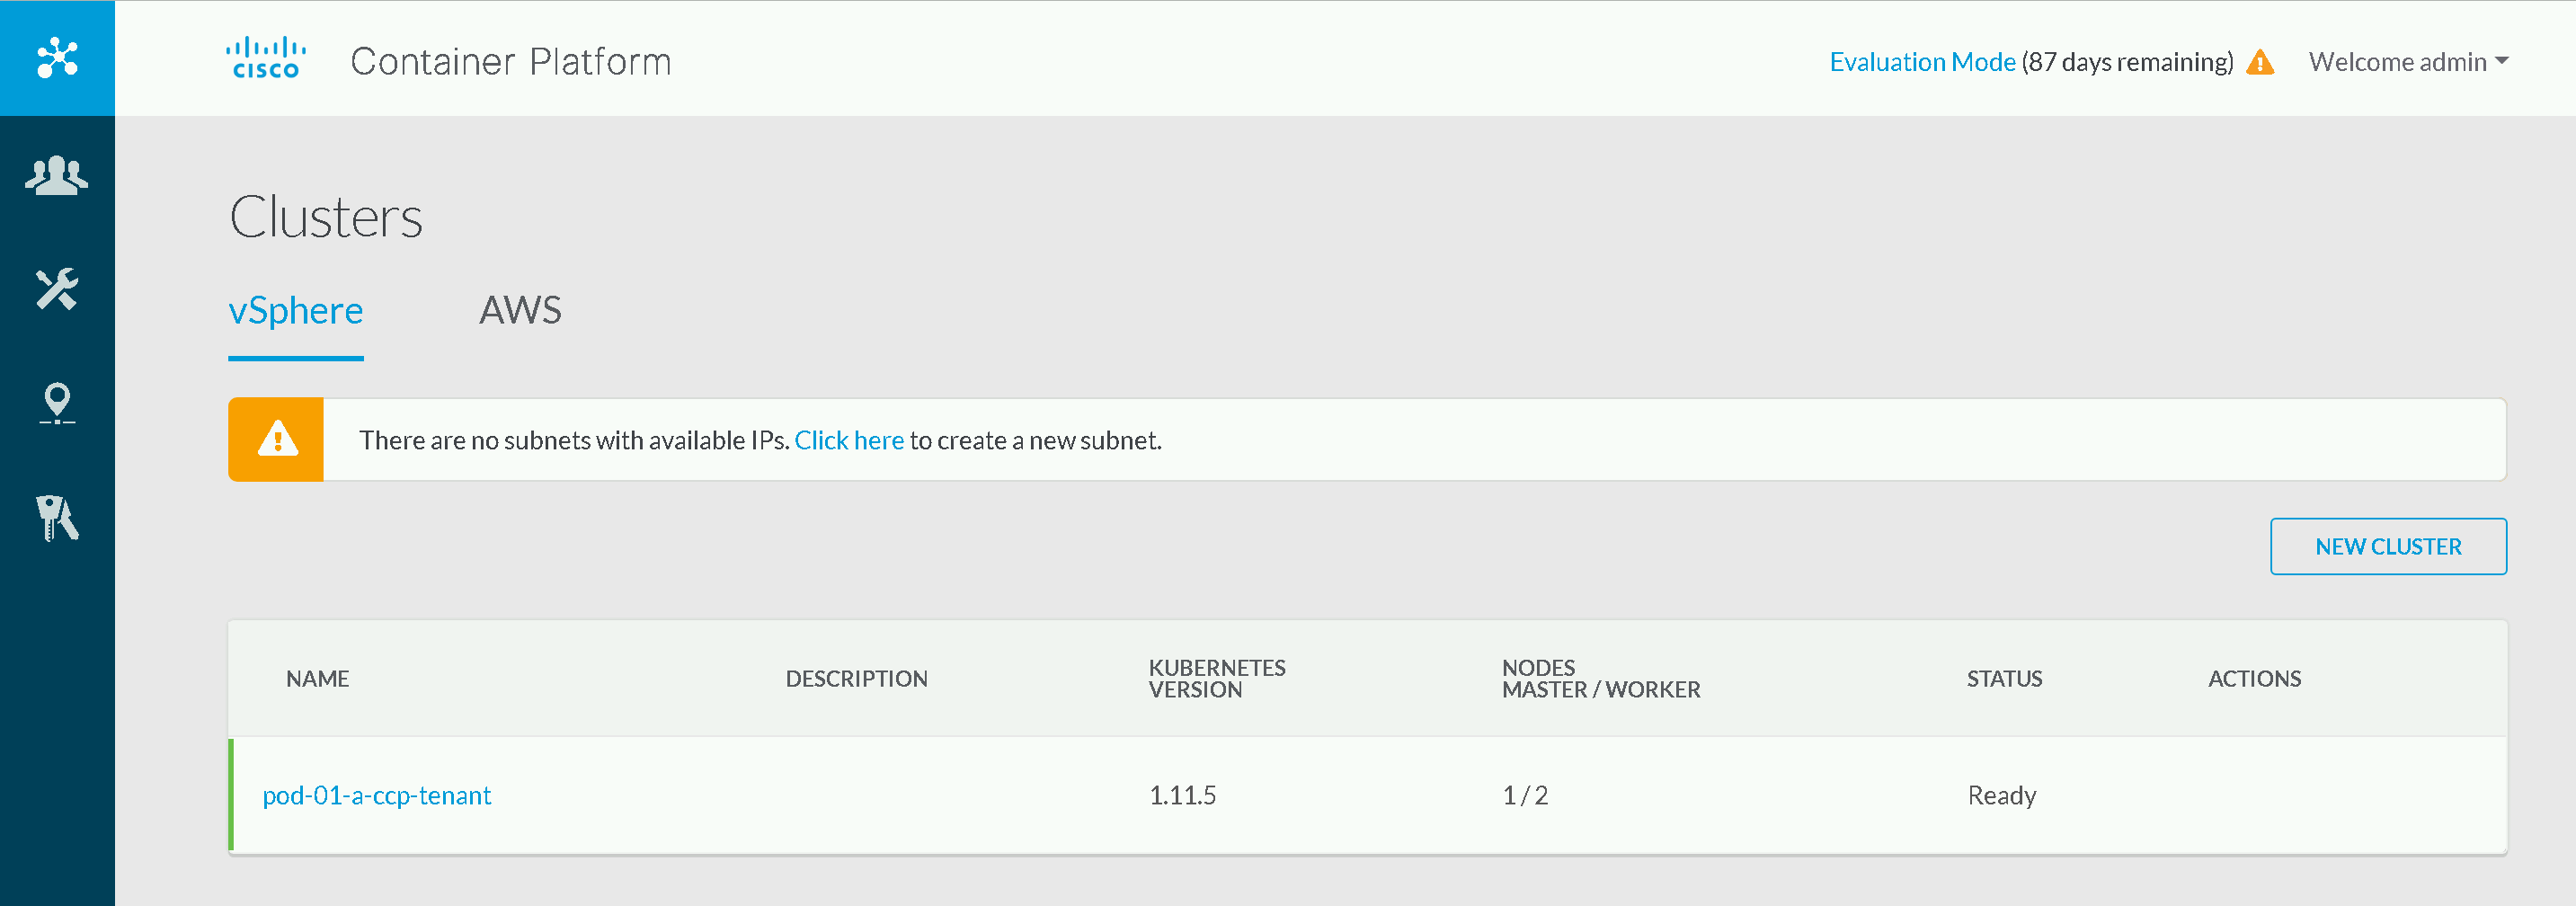 CISCO Container Platform
Evaluation Mode (87 days remaining)
Welcome admin
Clusters
vSphere AWS
There are no subnets with available IPs. Click here to create a new subnet.
NEW CLUSTER
NAME
DESCRIPTION
KUBERNETES
VERSION
NODES
MASTER / WORKER
STATUS
ACTIONS
pod-01-a-ccp-tenant 1.11.5 1 / 2 Ready